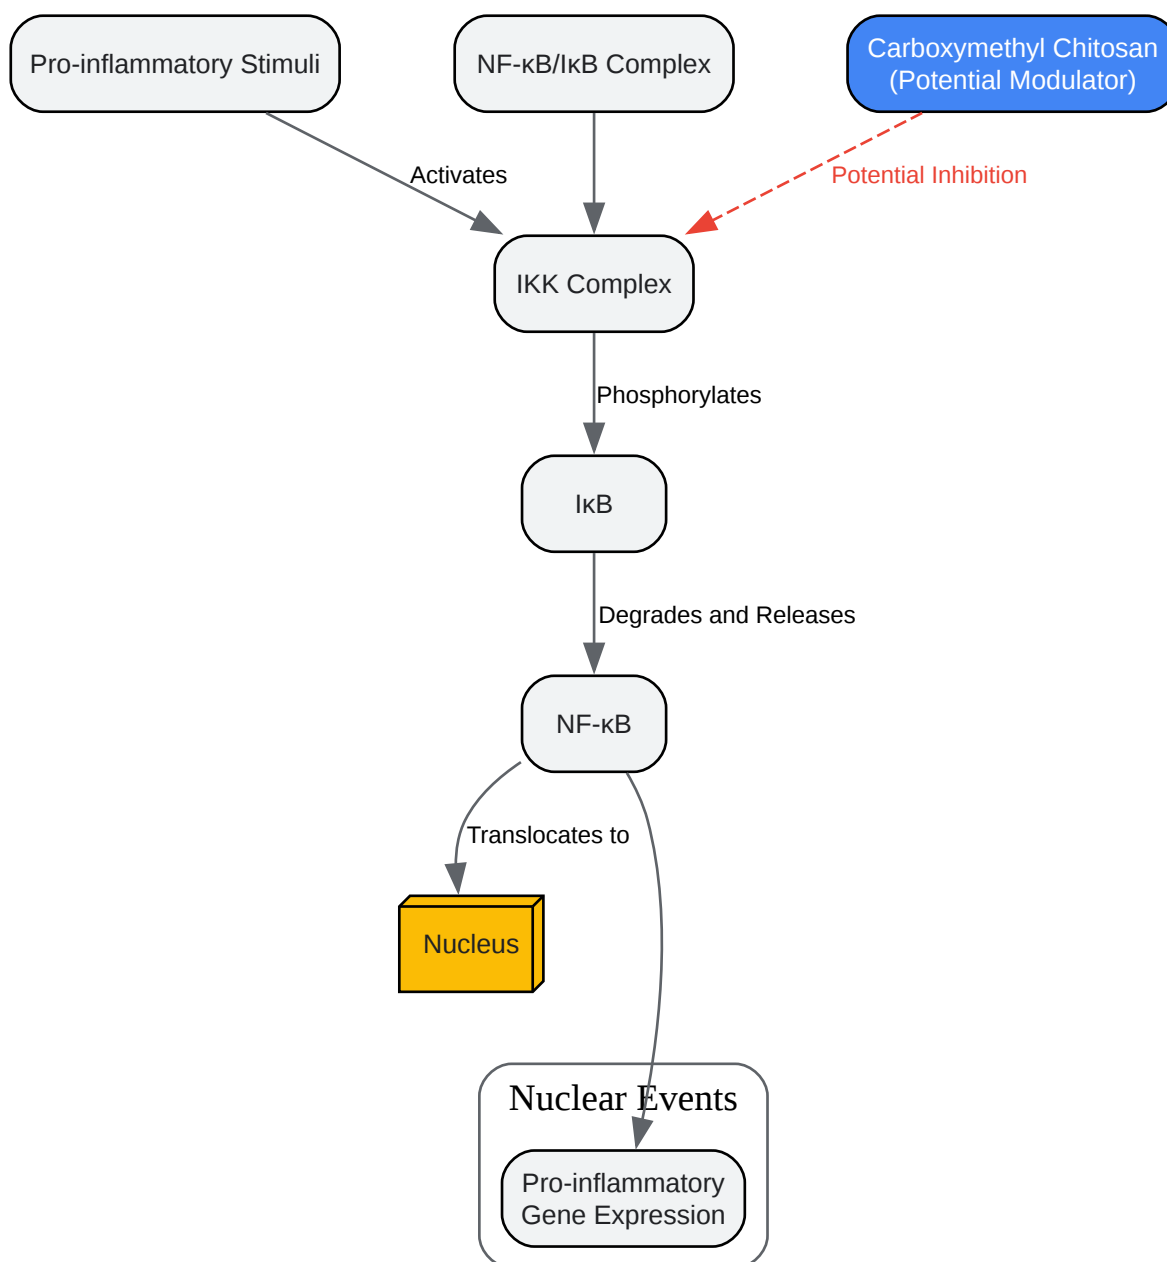 Pro-inflammatory Stimuli
NF-κB/IκB Complex
Carboxymethyl Chitosan
(Potential Modulator)
Activates
Potential Inhibition
IKK Complex
Phosphorylates
IκB
Degrades and Releases
NF-κB
Translocates to
Nucleus
Nuclear Events
Pro-inflammatory
Gene Expression